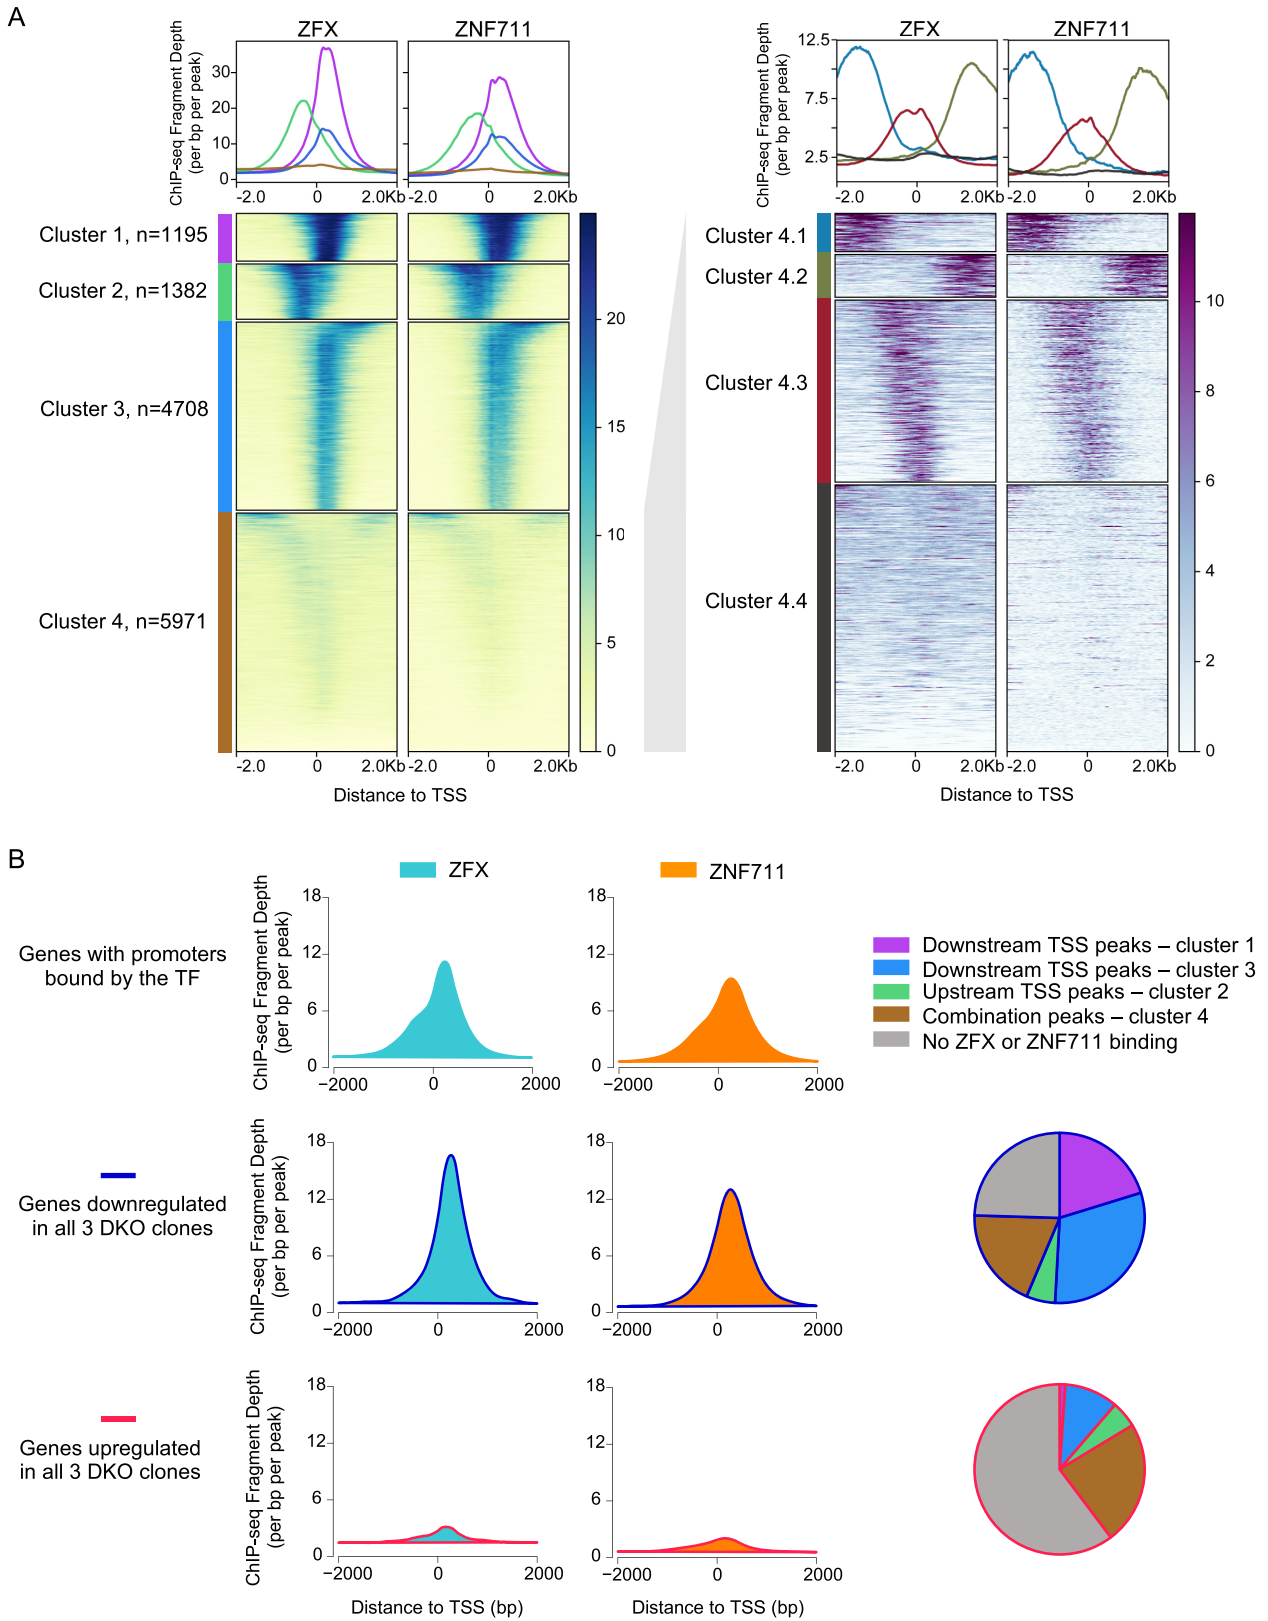 A
ZFX
ZNF711
ChIP-seq Fragment Depth
(per bp per peak)
30
20
10
0
-2.0
0
2.0Kb
-2.0
0
2.0Kb
Cluster 1, n=1195
Cluster 2, n=1382
Cluster 3, n=4708
Cluster 4, n=5971
20
15
10
5
0
-2.0
0
2.0Kb
-2.0
0
2.0Kb
Distance to TSS
ZFX
ZNF711
ChIP-seq Fragment Depth
(per bp per peak)
12.5
7.5
2.5
-2.0
0
2.0Kb
-2.0
0
2.0Kb
Cluster 4.1
Cluster 4.2
Cluster 4.3
Cluster 4.4
10
8
6
4
2
0
-2.0
0
2.0Kb
-2.0
0
2.0Kb
Distance to TSS
B
ZFX
ZNF711
Genes with promoters
bound by the TF
ChIP-seq Fragment Depth
(per bp per peak)
18
12
6
0
−2000
0
2000
18
12
6
0
−2000
0
2000
Downstream TSS peaks – cluster 1
Downstream TSS peaks – cluster 3
Upstream TSS peaks – cluster 2
Combination peaks – cluster 4
No ZFX or ZNF711 binding
Genes downregulated
in all 3 DKO clones
ChIP-seq Fragment Depth
(per bp per peak)
18
12
6
0
−2000
0
2000
18
12
6
0
−2000
0
2000
Genes upregulated
in all 3 DKO clones
ChIP-seq Fragment Depth
(per bp per peak)
18
12
6
0
−2000
0
2000
Distance to TSS (bp)
18
12
6
0
−2000
0
2000
Distance to TSS (bp)